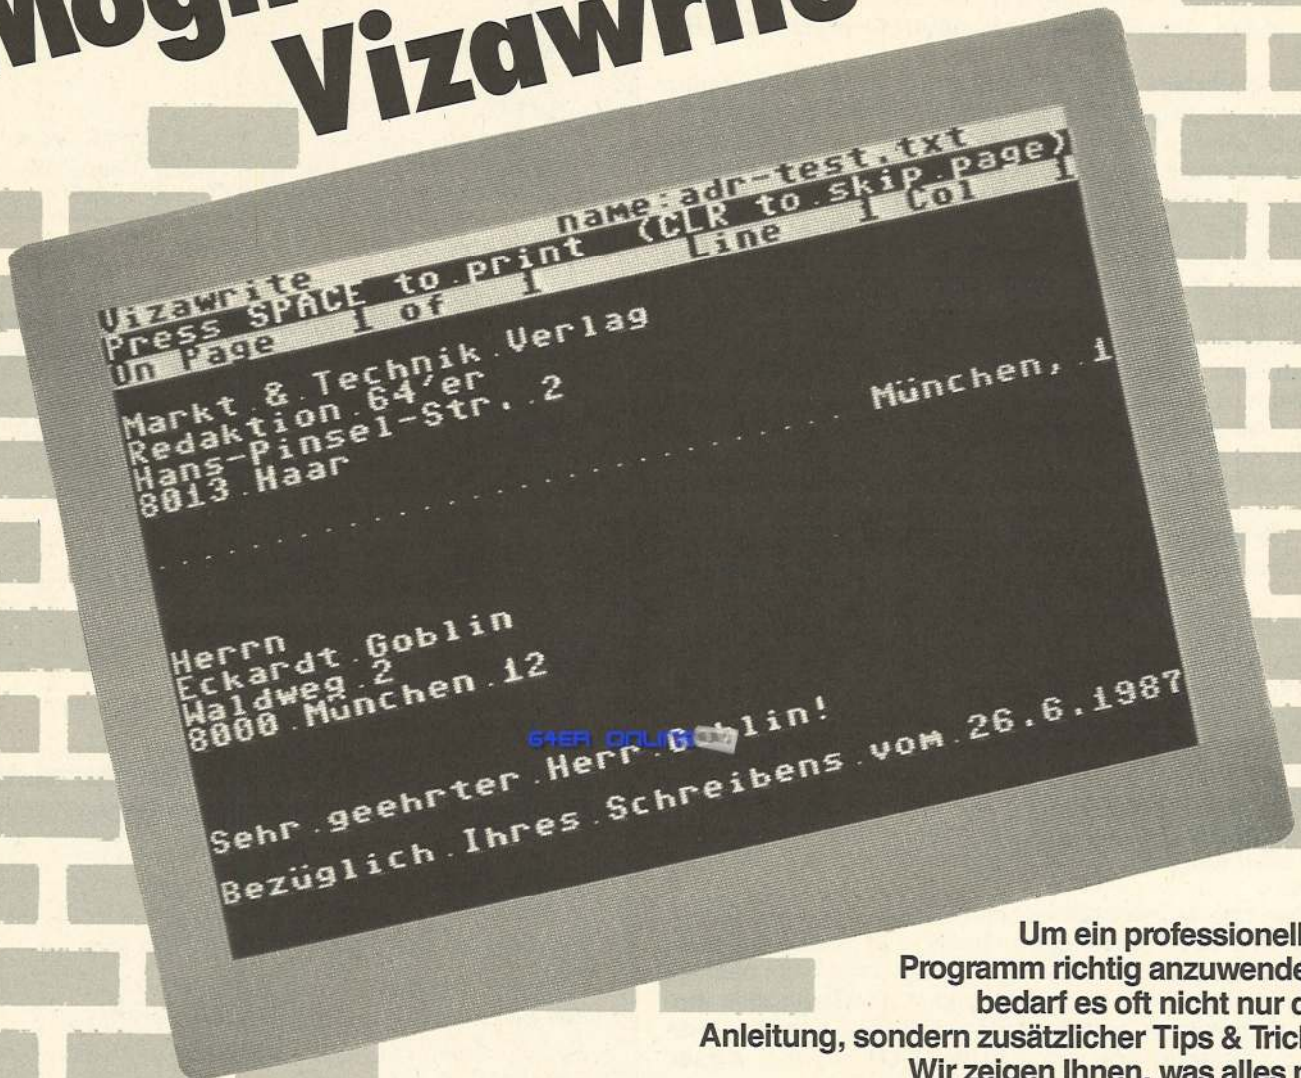 Vizawrite
Vizawrite name:adr-test.txt
Press SPACE to.print (CLR to.skip.page)
On Page 1 of 1 Line 1 Col 1
Markt.&.Technik.Verlag
Redaktion.64'er
Hans-Pinsel-Str..2
8013.Haar
München,.1
Herrn
Eckardt.Goblin
Waldweg.2
8000.München.12
64ER ONLINE
Sehr.geehrter.Herr.Goblin!
Bezüglich.Ihres.Schreibens.vom.26.6.1987
Um ein professionell
Programm richtig anzuwende
bedarf es oft nicht nur d
Anleitung, sondern zusätzlicher Tips & Trick
Wir zeigen Ihnen, was alles m